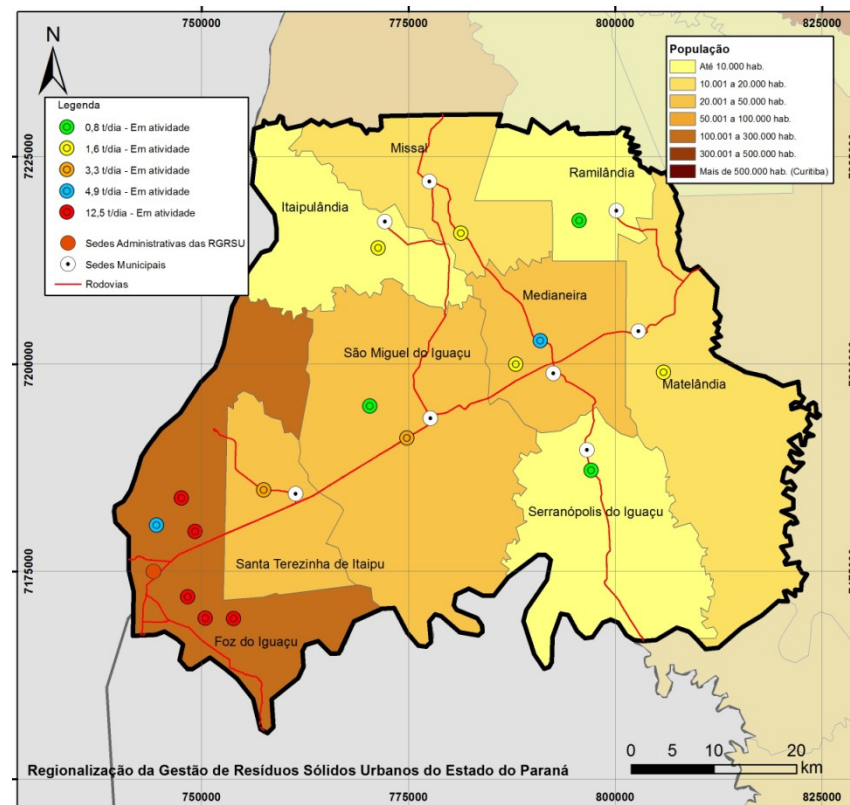 750000
775000
800000
825000
N
Legenda
0,8 t/dia - Em atividade
1,6 t/dia - Em atividade
3,3 t/dia - Em atividade
4,9 t/dia - Em atividade
12,5 t/dia - Em atividade
Sedes Administrativas das RGRSU
Sedes Municipais
Rodovias
População
Até 10.000 hab.
10.001 a 20.000 hab.
20.001 a 50.000 hab.
50.001 a 100.000 hab.
100.001 a 300.000 hab.
300.001 a 500.000 hab.
Mais de 500.000 hab. (Curitiba)
7225000
Missal
Ramilândia
Itaipulândia
Medianeira
São Miguel do Iguaçu
7200000
Matelândia
Serranópolis do Iguaçu
Santa Terezinha de Itaipu
7175000
Foz do Iguaçu
0 5 10 20
km
Regionalização da Gestão de Resíduos Sólidos Urbanos do Estado do Paraná
750000
775000
800000
825000